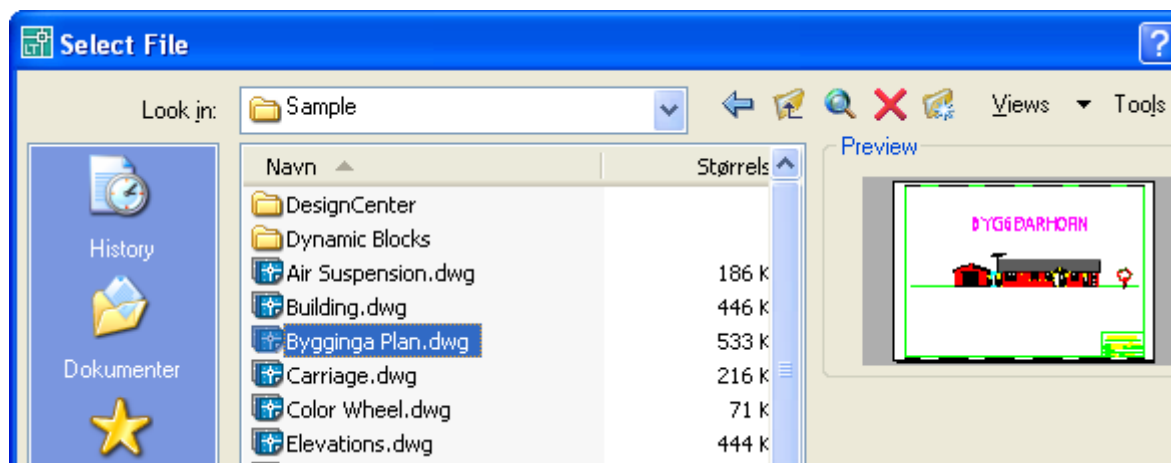 Select File
Look in: Sample Views Tools
Preview
Navn Størrels
DesignCenter
Dynamic Blocks
Air Suspension.dwg 186 K
Building.dwg 446 K
Bygginga Plan.dwg 533 K
Carriage.dwg 216 K
Color Wheel.dwg 71 K
Elevations.dwg 444 K
History
Dokumenter
BYGGDARHORN